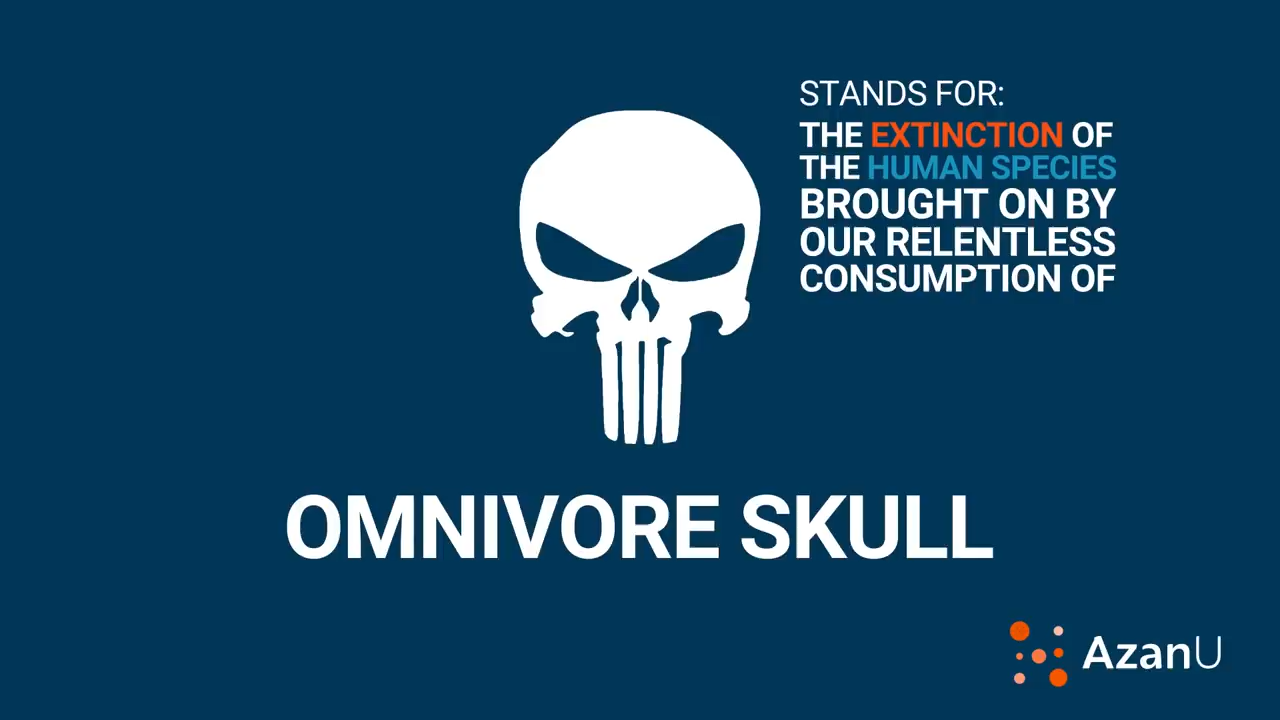 STANDS FOR:
THE EXTINCTION OF
THE HUMAN SPECIES
BROUGHT ON BY
OUR RELENTLESS
CONSUMPTION OF
OMNIVORE SKULL
AzanU